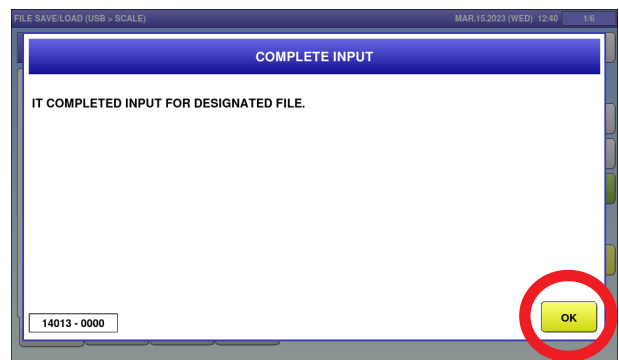 FILE SAVE/LOAD (USB > SCALE) MAR.15.2023 (WED) 12:40 1/6
COMPLETE INPUT
IT COMPLETED INPUT FOR DESIGNATED FILE.
14013 - 0000
OK